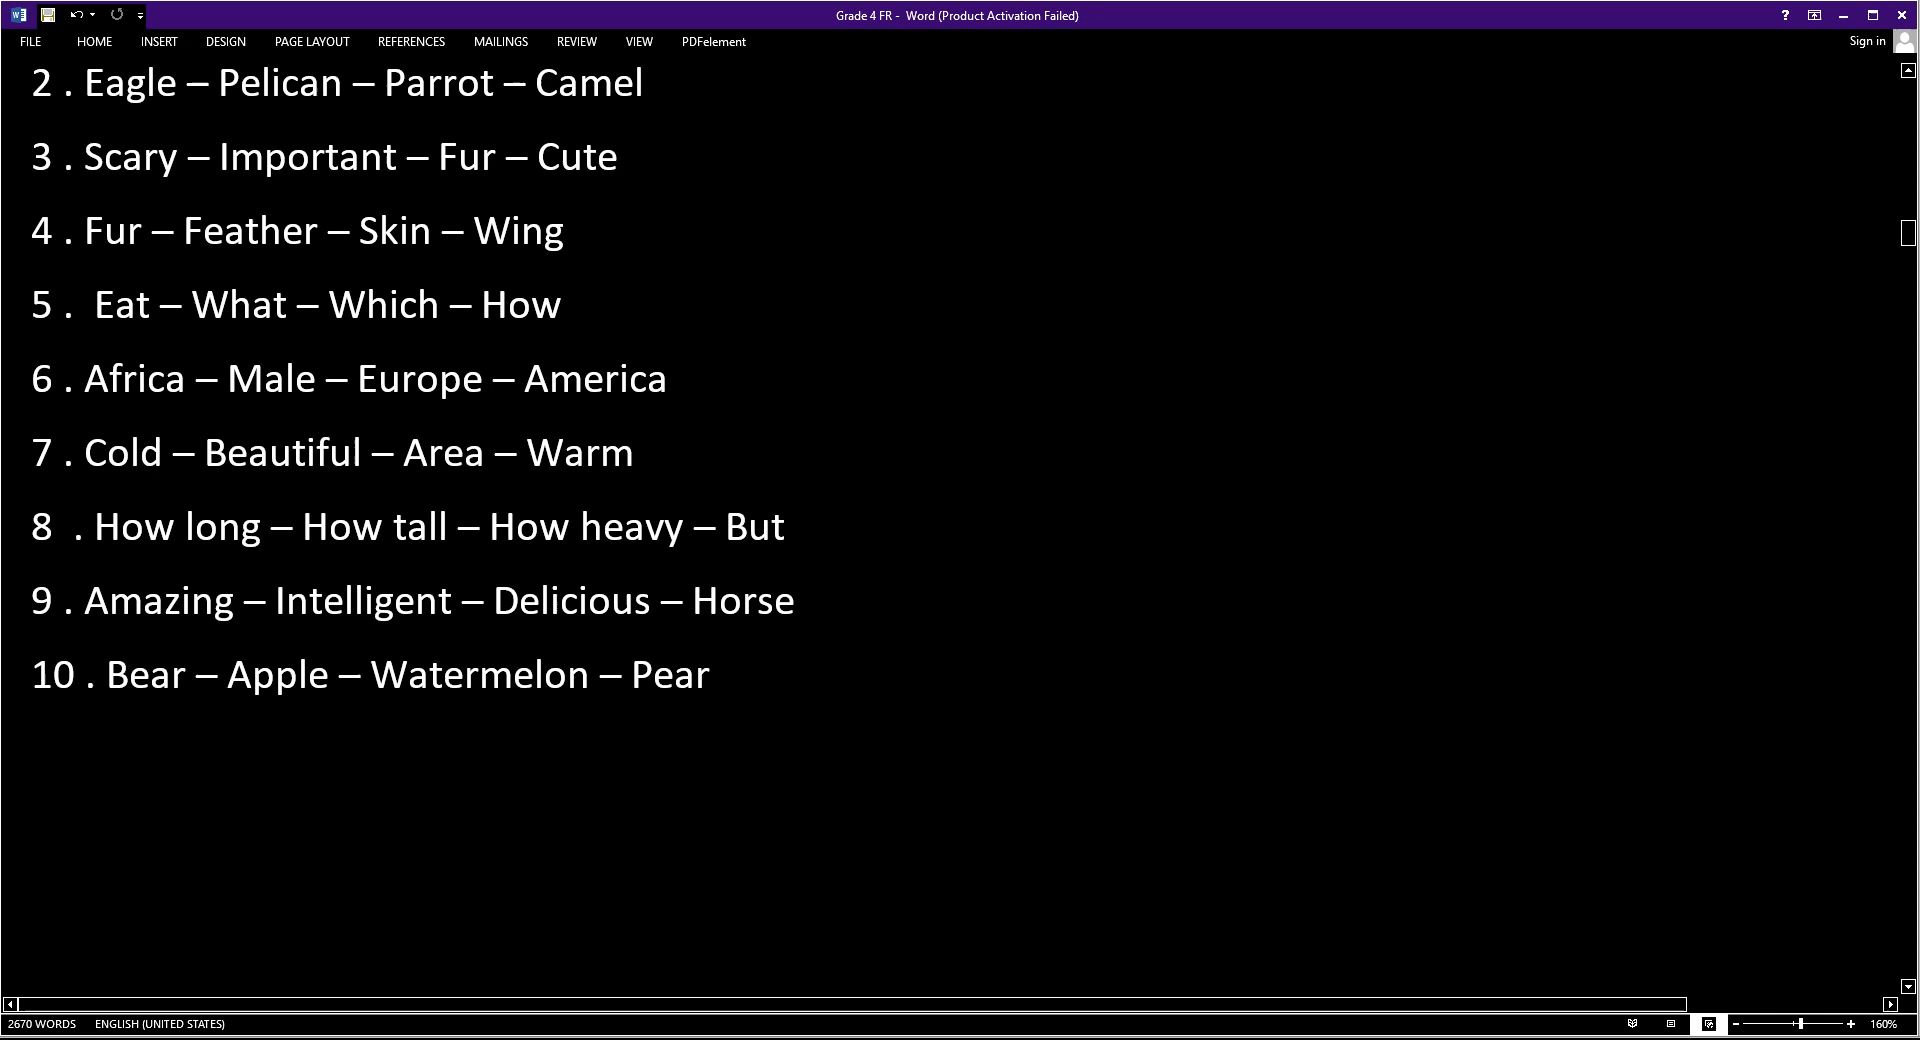 Grade 4 FR - Word (Product Activation Failed)
FILE HOME INSERT DESIGN PAGE LAYOUT REFERENCES MAILINGS REVIEW VIEW PDFelement Sign in
2 . Eagle – Pelican – Parrot – Camel
3 . Scary – Important – Fur – Cute
4 . Fur – Feather – Skin – Wing
5 .  Eat – What – Which – How
6 . Africa – Male – Europe – America
7 . Cold – Beautiful – Area – Warm
8  . How long – How tall – How heavy – But
9 . Amazing – Intelligent – Delicious – Horse
10 . Bear – Apple – Watermelon – Pear
2670 WORDS ENGLISH (UNITED STATES) 160%